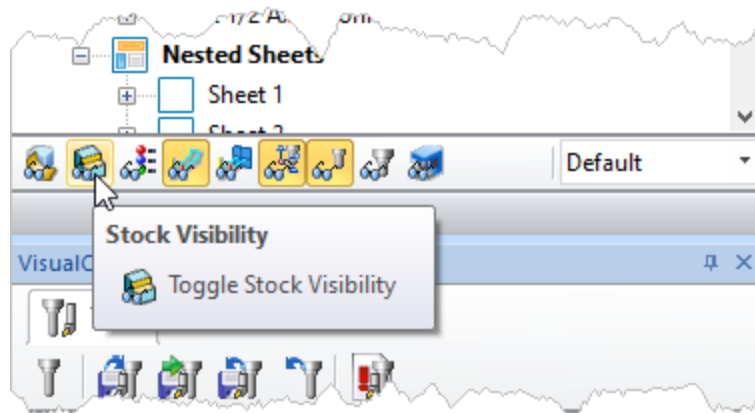 Nested Sheets
Sheet 1
Default
Stock Visibility
Toggle Stock Visibility